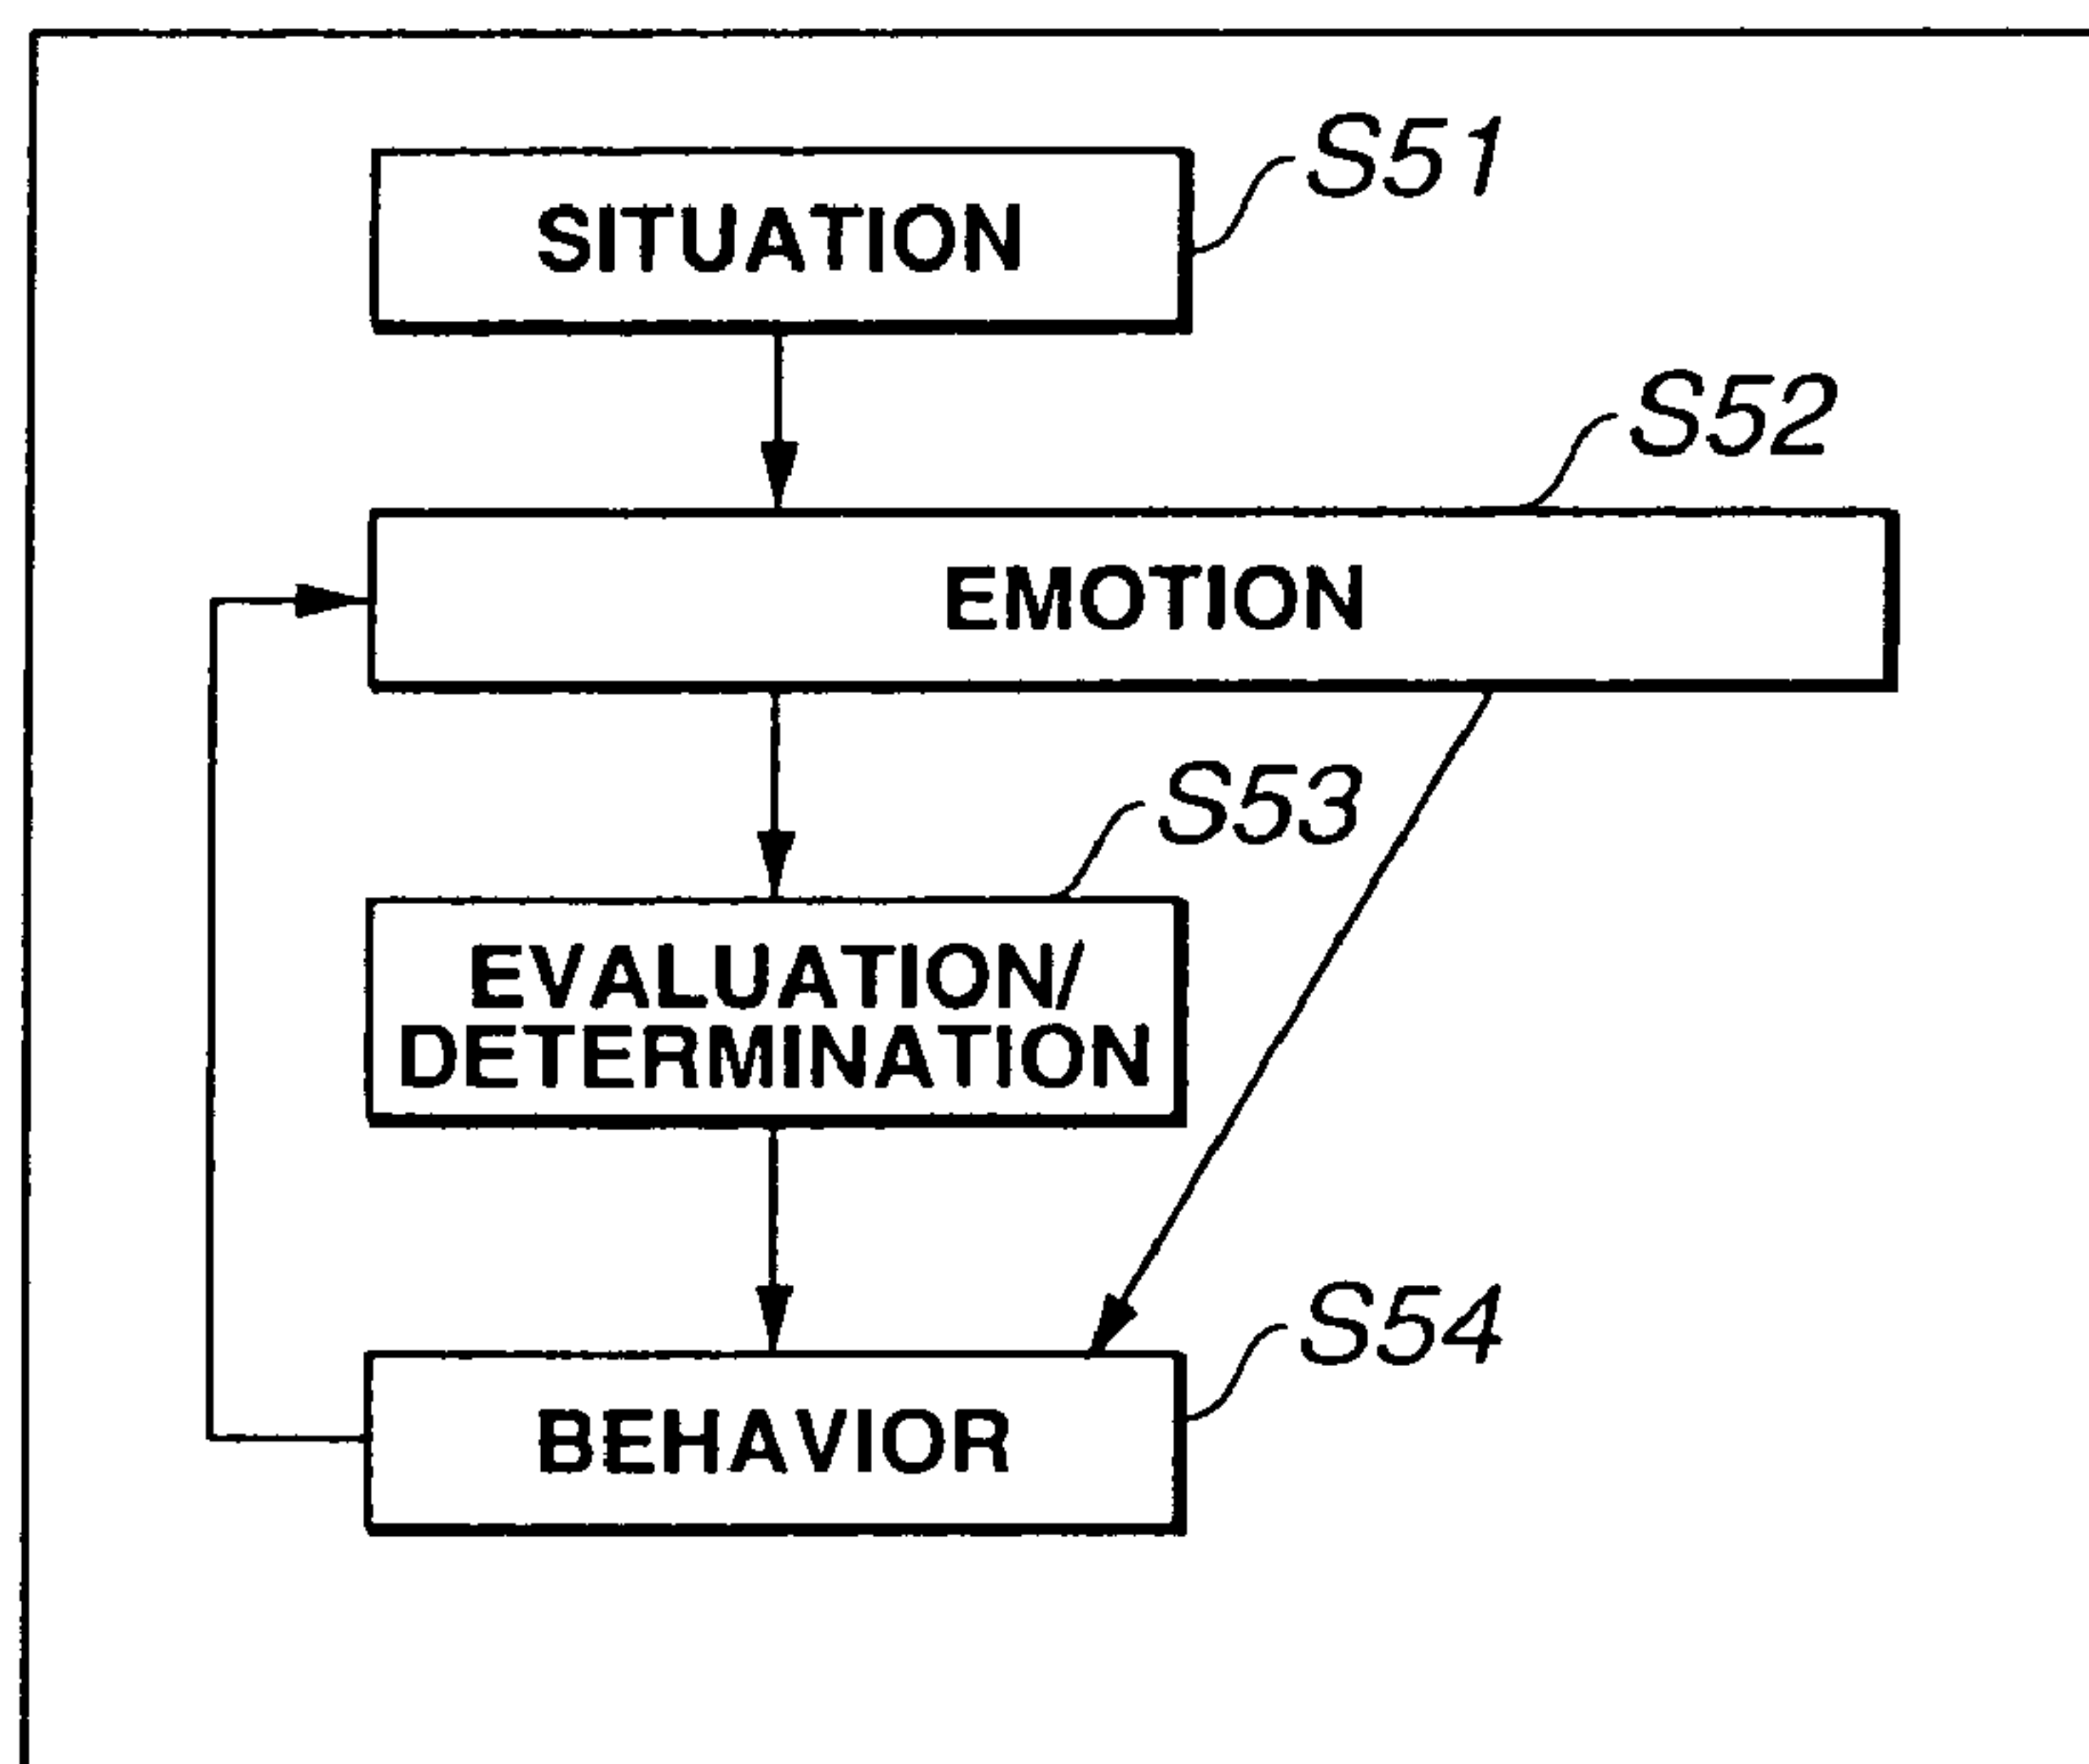 S51
SITUATION
S52
EMOTION
S53
EVALUATION/
DETERMINATION
S54
BEHAVIOR